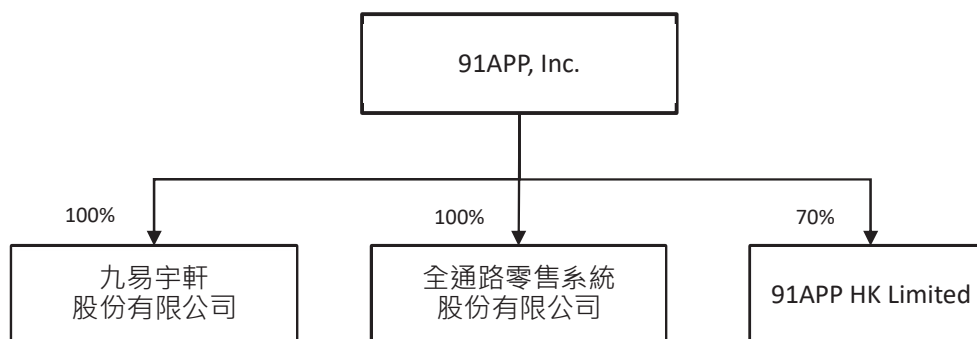 91APP, Inc.
100%
100%
70%
九易宇軒
股份有限公司
全通路零售系統
股份有限公司
91APP HK Limited